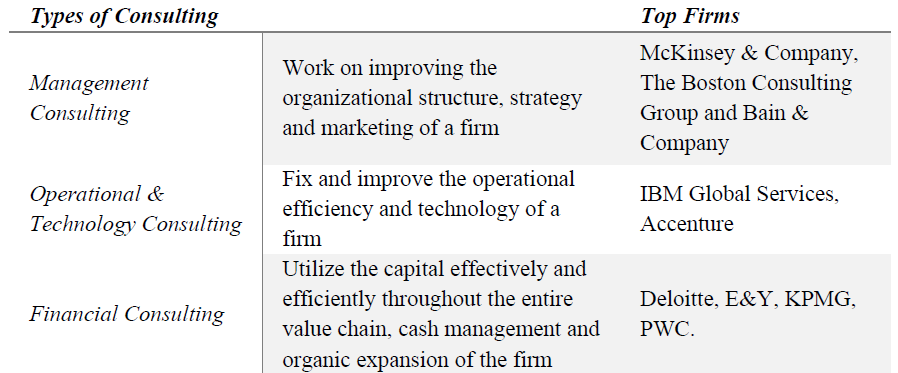 Types of Consulting Top Firms
Management
Consulting
Work on improving the
organizational structure, strategy
and marketing of a firm
McKinsey & Company,
The Boston Consulting
Group and Bain &
Company
Operational &
Technology Consulting
Fix and improve the operational
efficiency and technology of a
firm
IBM Global Services,
Accenture
Financial Consulting
Utilize the capital effectively and
efficiently throughout the entire
value chain, cash management and
organic expansion of the firm
Deloitte, E&Y, KPMG,
PWC.